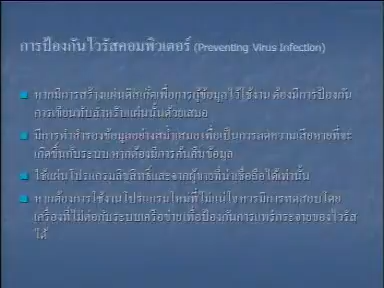 การป้องกันไวรัสคอมพิวเตอร์ (Preventing Virus Infection)
หากมีการสร้างแผ่นดิสเก็ตเพื่อการกู้ข้อมูลไว้ใช้งาน ต้องมีการป้องกัน
การเขียนทับสำหรับแผ่นนั้นด้วยเสมอ
มีการทำสำรองข้อมูลอย่างสม่ำเสมอ เพื่อเป็นการลดความเสียหายที่จะ
เกิดขึ้นกับระบบ หากต้องมีการค้นคืนข้อมูล
ใช้แผ่นโปรแกรมลิขสิทธิ์และจากผู้ขายที่น่าเชื่อถือได้เท่านั้น
หากต้องการใช้งานโปรแกรมใหม่ที่ไม่แน่ใจ ควรมีการทดสอบโดย
เครื่องที่ไม่ต่อกับระบบเครือข่ายเพื่อป้องกันการแพร่กระจายของไวรัส
ได้